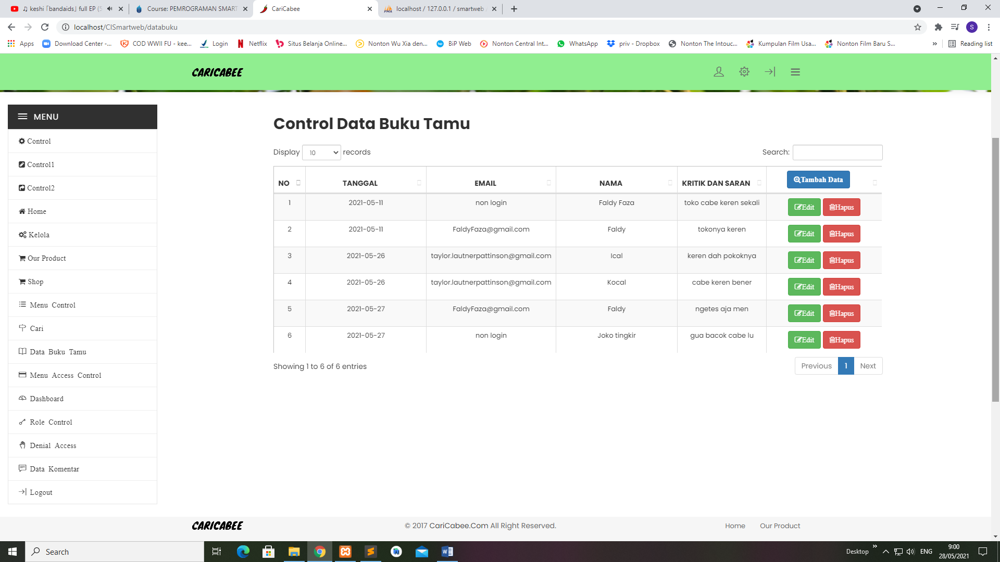 ♫ keshi「bandaids」full EP (5
Course: PEMROGRAMAN SMART
CariCabee
localhost / 127.0.0.1 / smartweb
localhost/CISmartweb/databuku
S
Apps
Download Center -...
COD WWII FU - kee...
Login
Netflix
Situs Belanja Online...
Nonton Wu Xia den...
BiP Web
Nonton Central Int...
WhatsApp
priv - Dropbox
Nonton The Intouc...
Kumpulan Film Usa...
Nonton Film Baru S...
»
Reading list
CARICABEE
MENU
Control
Control1
Control2
Home
Kelola
Our Product
Shop
Menu Control
Cari
Data Buku Tamu
Menu Access Control
Dashboard
Role Control
Denial Access
Data Komentar
Logout
Control Data Buku Tamu
Display 10 records
Search:
NO TANGGAL EMAIL NAMA KRITIK DAN SARAN Tambah Data
1 2021-05-11 non login Faldy Faza toko cabe keren sekali Edit Hapus
2 2021-05-11 FaldyFaza@gmail.com Faldy tokonya keren Edit Hapus
3 2021-05-26 taylor.lautnerpattinson@gmail.com Ical keren dah pokoknya Edit Hapus
4 2021-05-26 taylor.lautnerpattinson@gmail.com Kocal cabe keren bener Edit Hapus
5 2021-05-27 FaldyFaza@gmail.com Faldy ngetes aja men Edit Hapus
6 2021-05-27 non login Joko tingkir gua bacok cabe lu Edit Hapus
Showing 1 to 6 of 6 entries
Previous 1 Next
CARICABEE
© 2017 CariCabee.Com All Right Reserved.
Home Our Product
Search
Desktop
»
ENG
9:00
28/05/2021